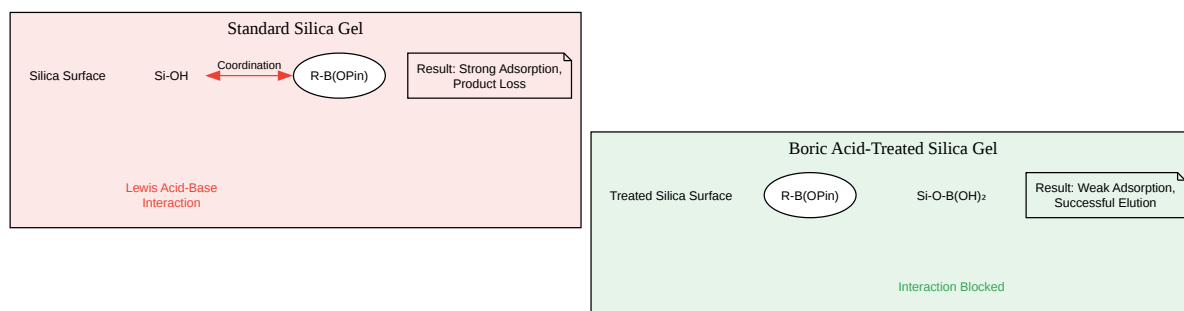 Standard Silica Gel
Silica Surface
Si-OH
Coordination
R-B(OPin)
Result: Strong Adsorption,
Product Loss
Lewis Acid-Base
Interaction
Boric Acid-Treated Silica Gel
Treated Silica Surface
R-B(OPin)
Si-O-B(OH)₂
Result: Weak Adsorption,
Successful Elution
Interaction Blocked